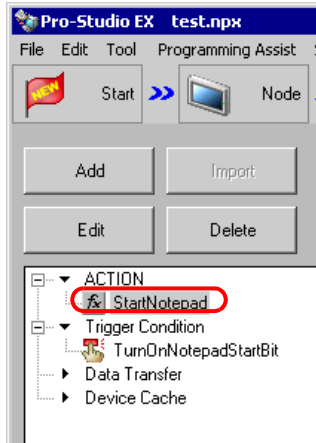 Pro-Studio EX test.npx
File Edit Tool Programming Assist
NEW Start Node
Add Import
Edit Delete
ACTION
fx StartNotepad
Trigger Condition
TurnOnNotepadStartBit
Data Transfer
Device Cache